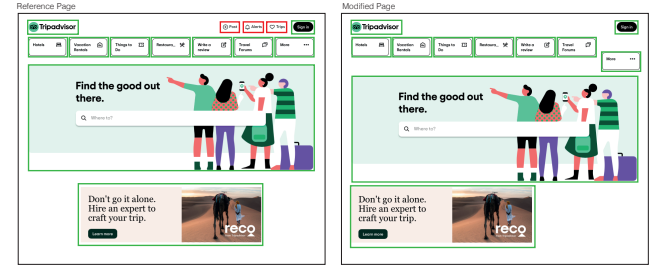 Reference Page
Tripadvisor
Post
Alerts
Trips
Sign in
Hotels
Vacation Rentals
Things to Do
Restaura...
Write a review
Travel Forums
More
Find the good out there.
Where to?
Don't go it alone.
Hire an expert to
craft your trip.
Learn more
reco
Modified Page
Tripadvisor
Sign in
Hotels
Vacation Rentals
Things to Do
Restaura...
Write a review
Travel Forums
More
Find the good out there.
Where to?
Don't go it alone.
Hire an expert to
craft your trip.
Learn more
reco